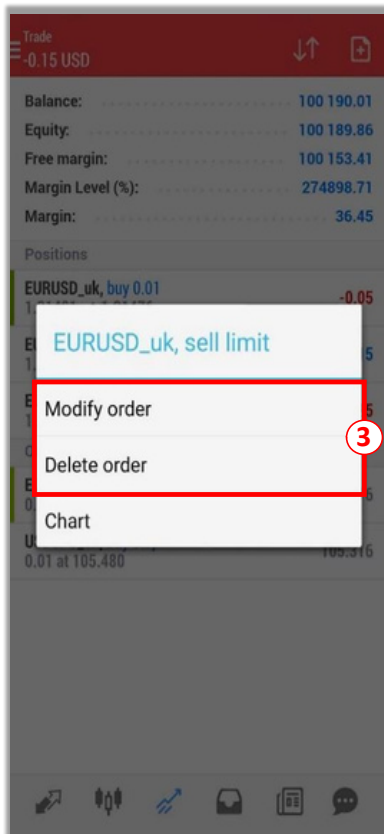 Trade
-0.15 USD
Balance: 100 190.01
Equity: 100 189.86
Free margin: 100 153.41
Margin Level (%): 274898.71
Margin: 36.45
Positions
EURUSD_uk, buy 0.01
-0.05
EURUSD_uk, sell limit
Modify order
Delete order
③
Chart
0.01 at 105.480
105.316